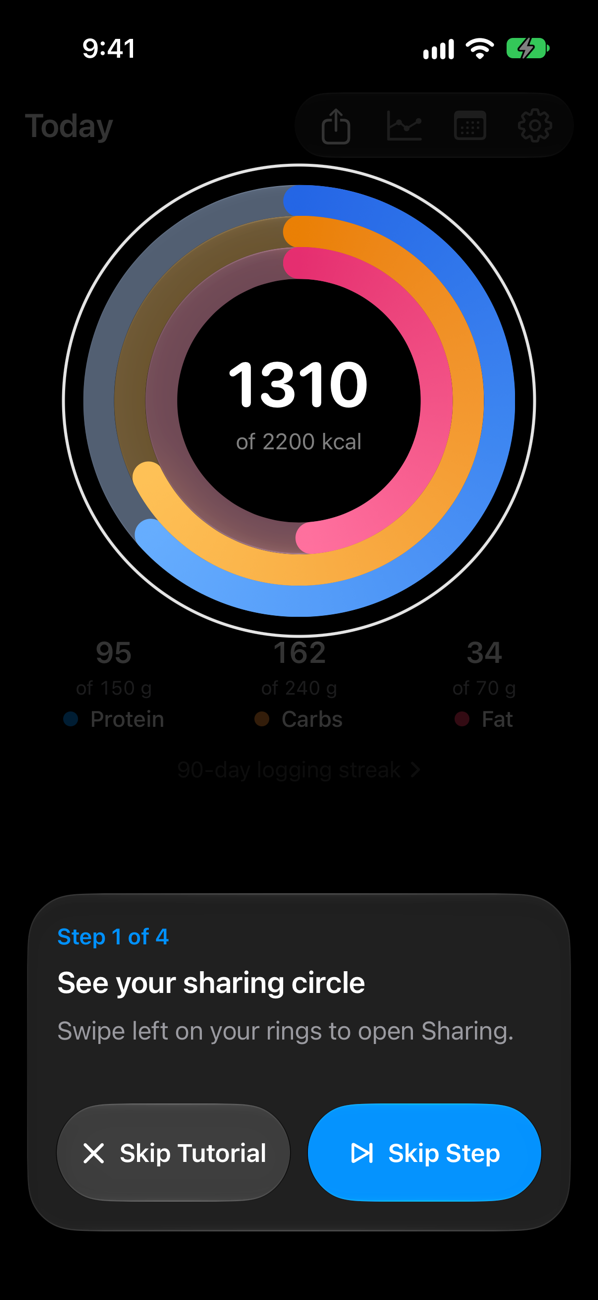 9:41
Today
1310
of 2200 kcal
95
of 150 g
Protein
162
of 240 g
Carbs
34
of 70 g
Fat
90-day logging streak
Step 1 of 4
See your sharing circle
Swipe left on your rings to open Sharing.
Skip Tutorial
Skip Step